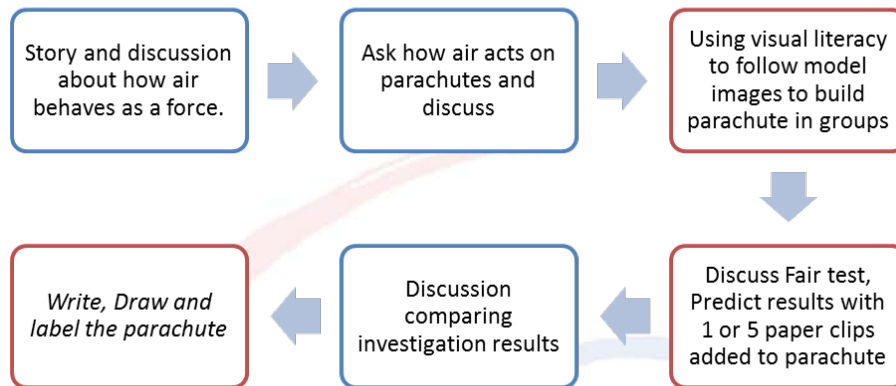 Story and discussion
about how air
behaves as a force.
Ask how air acts on
parachutes and
discuss
Using visual literacy
to follow model
images to build
parachute in groups
Discuss Fair test,
Predict results with
1 or 5 paper clips
added to parachute
Discussion
comparing
investigation results
Write, Draw and
label the parachute